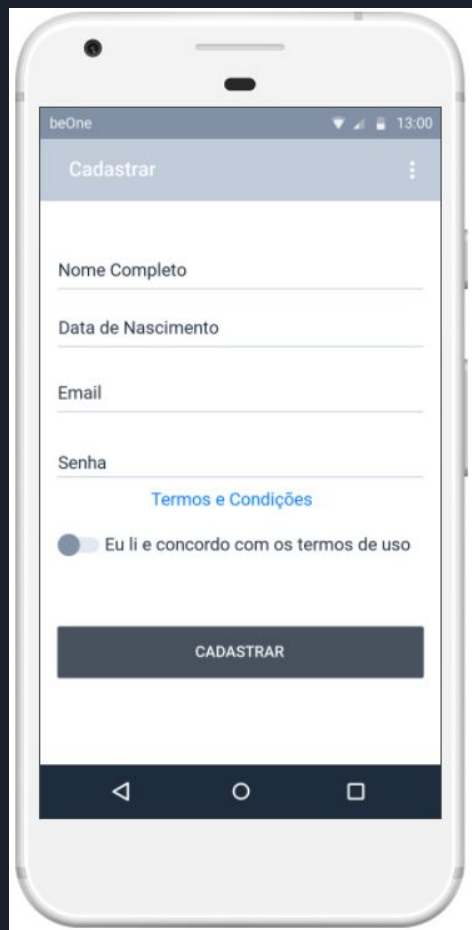 beOne 13:00
Cadastrar
Nome Completo
Data de Nascimento
Email
Senha
Termos e Condições
Eu li e concordo com os termos de uso
CADASTRAR